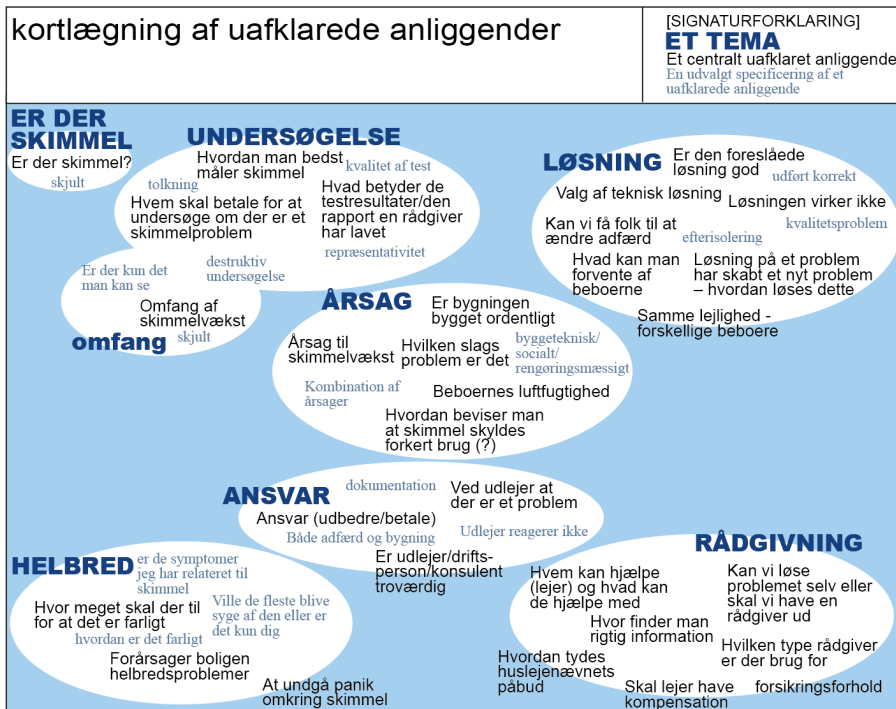 kortlægning af uafklarede anliggender
[SIGNATURFORKLARING]
ET TEMA
Et centralt uafklaret anliggende
En udvalgt specificering af et
uafklarede anliggende
ER DER
SKIMMEL
Er der skimmel?
skjult
UNDERSØGELSE
Hvordan man bedst
måler skimmel
kvalitet af test
tolkning
Hvem skal betale for at
undersøge om der er et
skimmelproblem
Hvad betyder de
testresultater/den
rapport en rådgiver
har lavet
repræsentativitet
destruktiv
undersøgelse
Er der kun det
man kan se
Omfang af
skimmelvækst
skjult
omfang
LØSNING
Er den foreslåede
løsning god
udført korrekt
Valg af teknisk løsning
Løsningen virker ikke
Kan vi få folk til at
ændre adfærd
efterisolering
kvalitetsproblem
Hvad kan man
forvente af
beboerne
Løsning på et problem
har skabt et nyt problem
– hvordan løses dette
Samme lejlighed -
forskellige beboere
ÅRSAG
Er bygningen
bygget ordentligt
Årsag til
skimmelvækst
Hvilken slags
problem er det
byggeteknisk/
socialt/
rengøringsmæssigt
Kombination af
årsager
Beboernes luftfugtighed
Hvordan beviser man
at skimmel skyldes
forkert brug (?)
ANSVAR
dokumentation
Ved udlejer at
der er et problem
Ansvar (udbedre/betale)
Både adfærd og bygning
Udlejer reagerer ikke
Er udlejer/drifts-
person/konsulent
troværdig
HELBRED
er de symptomer
jeg har relateret til
skimmel
Hvor meget skal der til
for at det er farligt
Ville de fleste blive
syge af den eller er
det kun dig
hvordan er det farligt
Forårsager boligen
helbredsproblemer
At undgå panik
omkring skimmel
RÅDGIVNING
Hvem kan hjælpe
(lejer) og hvad kan
de hjælpe med
Kan vi løse
problemet selv eller
skal vi have en
rådgiver ud
Hvor finder man
rigtig information
Hvilken type rådgiver
er der brug for
Hvordan tydes
huslejenævnets
påbud
Skal lejer have
kompensation
forsikringsforhold